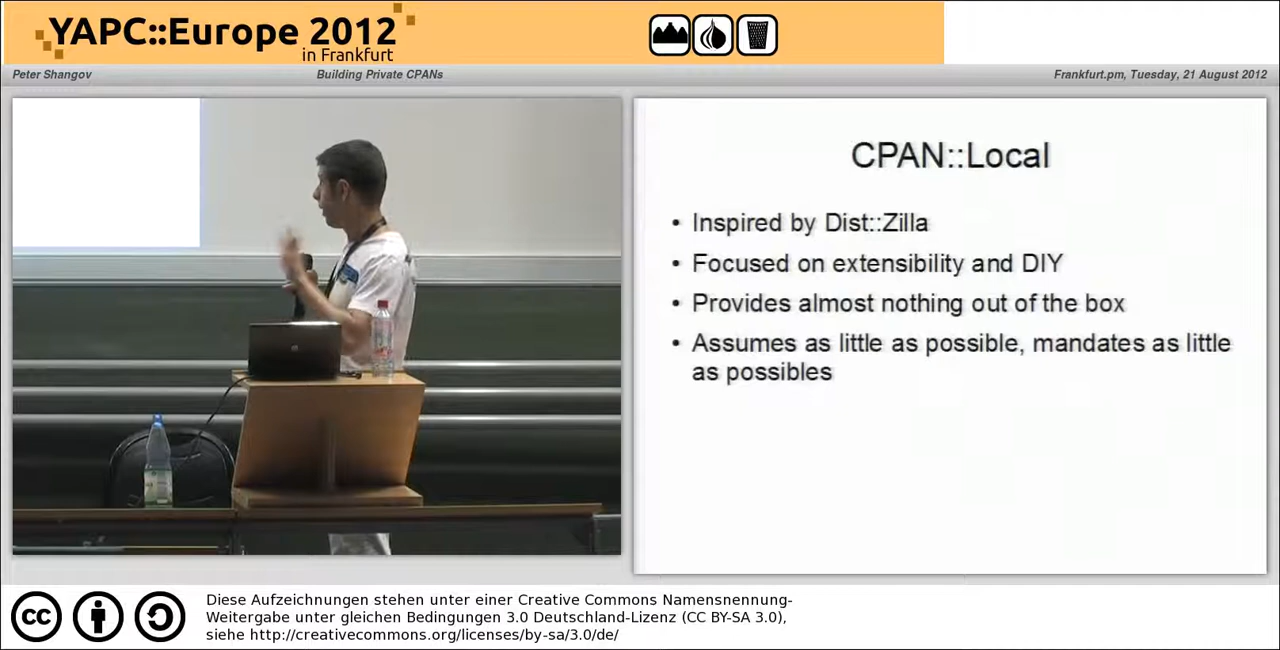 YAPC::Europe 2012
in Frankfurt
Peter Shangov
Building Private CPANs
Frankfurt.pm, Tuesday, 21 August 2012
CPAN::Local
• Inspired by Dist::Zilla
• Focused on extensibility and DIY
• Provides almost nothing out of the box
• Assumes as little as possible, mandates as little
as possibles
cc
Diese Aufzeichnungen stehen unter einer Creative Commons Namensnennung-
Weitergabe unter gleichen Bedingungen 3.0 Deutschland-Lizenz (CC BY-SA 3.0),
siehe http://creativecommons.org/licenses/by-sa/3.0/de/